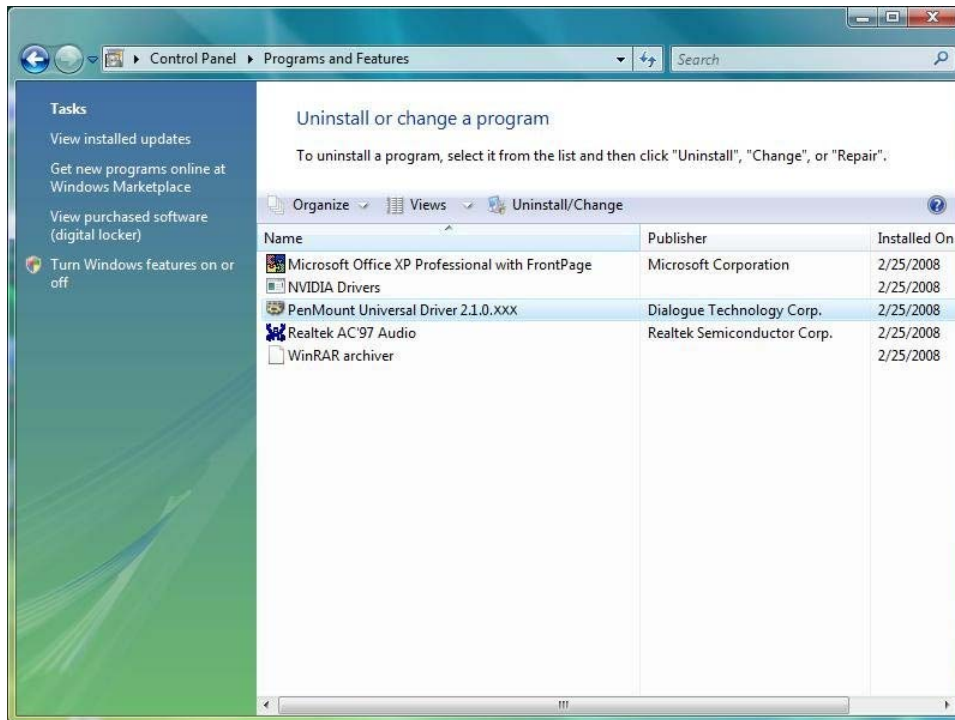 Control Panel ▸ Programs and Features
Search
Tasks
View installed updates
Get new programs online at
Windows Marketplace
View purchased software
(digital locker)
Turn Windows features on or
off
Uninstall or change a program
To uninstall a program, select it from the list and then click "Uninstall", "Change", or "Repair".
Organize Views Uninstall/Change
Name Publisher Installed On
Microsoft Office XP Professional with FrontPage Microsoft Corporation 2/25/2008
NVIDIA Drivers 2/25/2008
PenMount Universal Driver 2.1.0.XXX Dialogue Technology Corp. 2/25/2008
Realtek AC'97 Audio Realtek Semiconductor Corp. 2/25/2008
WinRAR archiver 2/25/2008